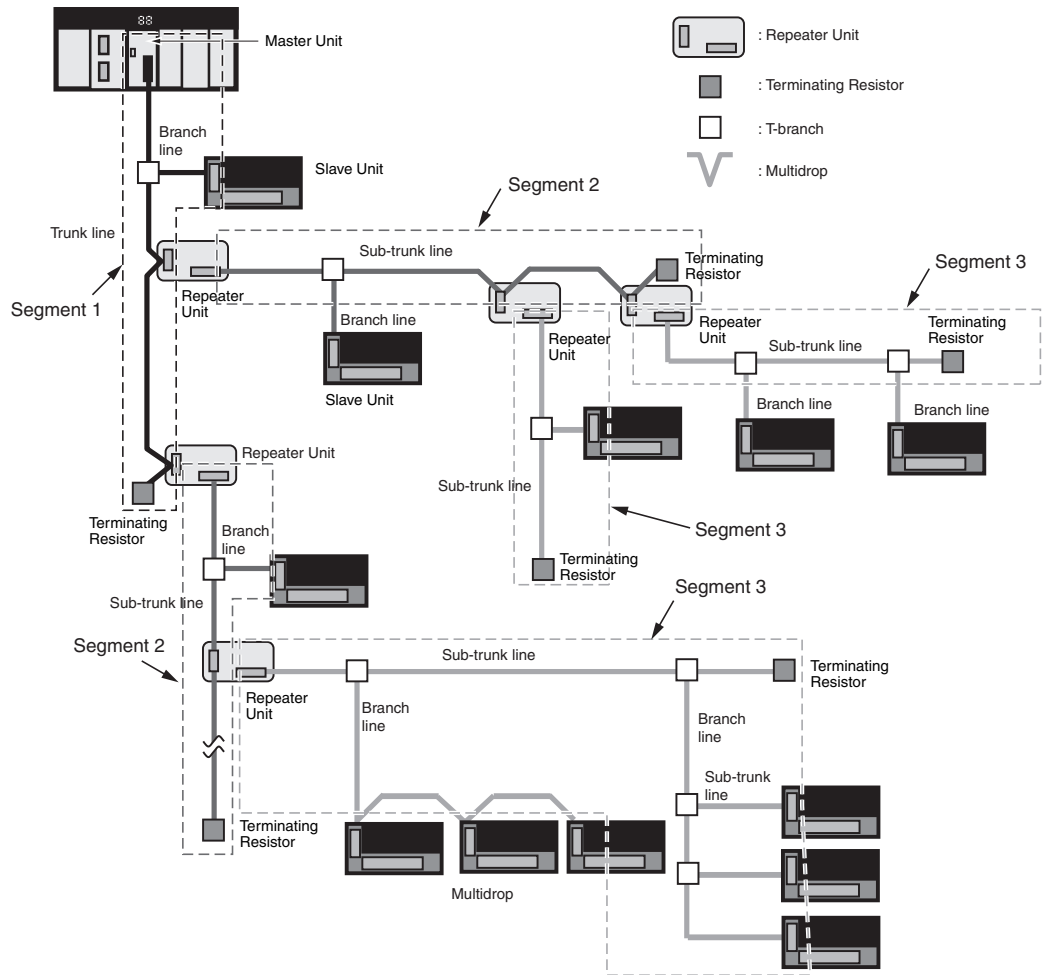 88
Master Unit
: Repeater Unit
: Terminating Resistor
: T-branch
: Multidrop
Branch
line
Slave Unit
Segment 2
Trunk line
Sub-trunk line
Terminating
Resistor
Segment 3
Segment 1
Repeater
Unit
Branch line
Slave Unit
Repeater
Unit
Repeater
Unit
Sub-trunk line
Terminating
Resistor
Branch line
Branch line
Repeater Unit
Sub-trunk line
Terminating
Resistor
Branch
line
Segment 3
Terminating
Resistor
Sub-trunk line
Segment 3
Segment 2
Sub-trunk line
Terminating
Resistor
Repeater
Unit
Branch
line
Branch
line
Sub-trunk
line
Terminating
Resistor
Multidrop